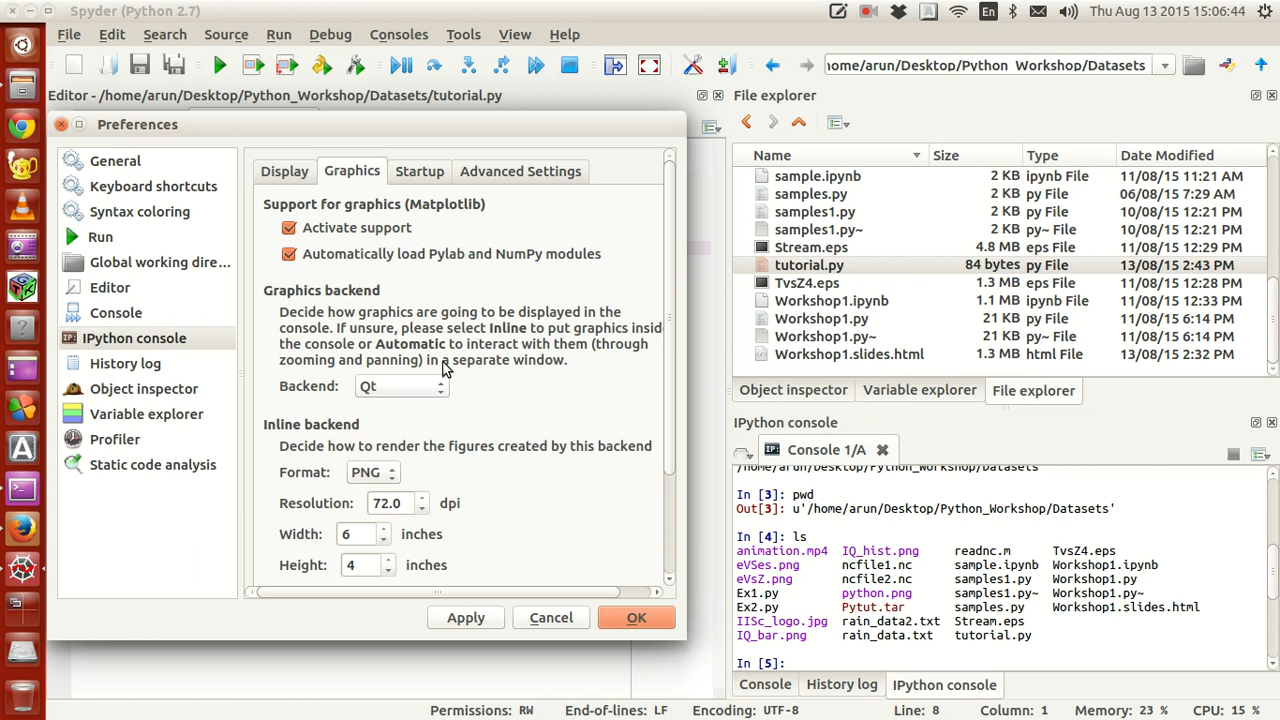 Spyder (Python 2.7)
En
Thu Aug 13 2015 15:06:44
File Edit Search Source Run Debug Consoles Tools View Help
home/arun/Desktop/Python_Workshop/Datasets
Editor - /home/arun/Desktop/Python_Workshop/Datasets/tutorial.py
File explorer
Preferences
General
Keyboard shortcuts
Syntax coloring
Run
Global working dire...
Editor
Console
IPython console
History log
Object inspector
Variable explorer
Profiler
Static code analysis
Display Graphics Startup Advanced Settings
Support for graphics (Matplotlib)
Activate support
Automatically load Pylab and NumPy modules
Graphics backend
Decide how graphics are going to be displayed in the
console. If unsure, please select Inline to put graphics inside
the console or Automatic to interact with them (through
zooming and panning) in a separate window.
Backend: Qt
Inline backend
Decide how to render the figures created by this backend
Format: PNG
Resolution: 72.0 dpi
Width: 6 inches
Height: 4 inches
Apply Cancel OK
Name Size Type Date Modified
sample.ipynb 2 KB ipynb File 11/08/15 11:21 AM
samples.py 2 KB py File 06/08/15 7:29 AM
samples1.py 2 KB py File 10/08/15 12:21 PM
samples1.py~ 2 KB py File 10/08/15 12:21 PM
Stream.eps 4.8 MB eps File 11/08/15 12:29 PM
tutorial.py 84 bytes py File 13/08/15 2:43 PM
TvsZ4.eps 1.3 MB eps File 11/08/15 12:28 PM
Workshop1.ipynb 1.1 MB ipynb File 11/08/15 12:33 PM
Workshop1.py 21 KB py File 11/08/15 6:14 PM
Workshop1.py~ 21 KB py File 11/08/15 6:14 PM
Workshop1.slides.html 1.3 MB html File 13/08/15 2:32 PM
Object inspector Variable explorer File explorer
IPython console
IP: Console 1/A
/home/arun/Desktop/Python_Workshop/Datasets
In [3]: pwd
Out[3]: u'/home/arun/Desktop/Python_Workshop/Datasets'
In [4]: ls
animation.mp4 IQ_hist.png readnc.m TvsZ4.eps
eVSes.png ncfile1.nc sample.ipynb Workshop1.ipynb
eVsZ.png ncfile2.nc samples1.py Workshop1.py
Ex1.py python.png samples1.py~ Workshop1.py~
Ex2.py Pytut.tar samples.py Workshop1.slides.html
IISc_logo.jpg rain_data2.txt Stream.eps
IQ_bar.png rain_data.txt tutorial.py
In [5]:
Console History log IPython console
Permissions: RW End-of-lines: LF Encoding: UTF-8 Line: 8 Column: 1 Memory: 23 % CPU: 15 %